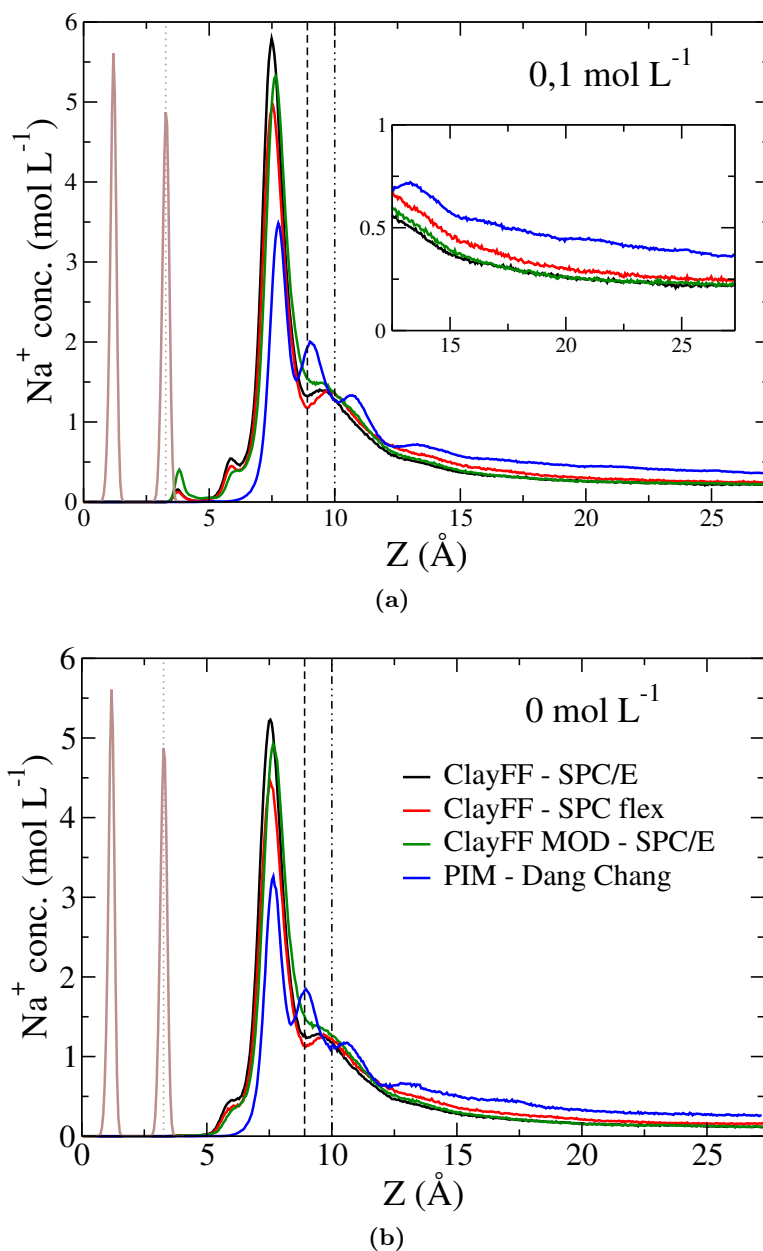 6
5
4
3
2
1
0
Na+ conc. (mol L-1)
0,1 mol L-1
1
0.5
0
15 20 25
0 5 10 15 20 25
Z (Å)
(a)
6
5
4
3
2
1
0
Na+ conc. (mol L-1)
0 mol L-1
ClayFF - SPC/E
ClayFF - SPC flex
ClayFF MOD - SPC/E
PIM - Dang Chang
0 5 10 15 20 25
Z (Å)
(b)